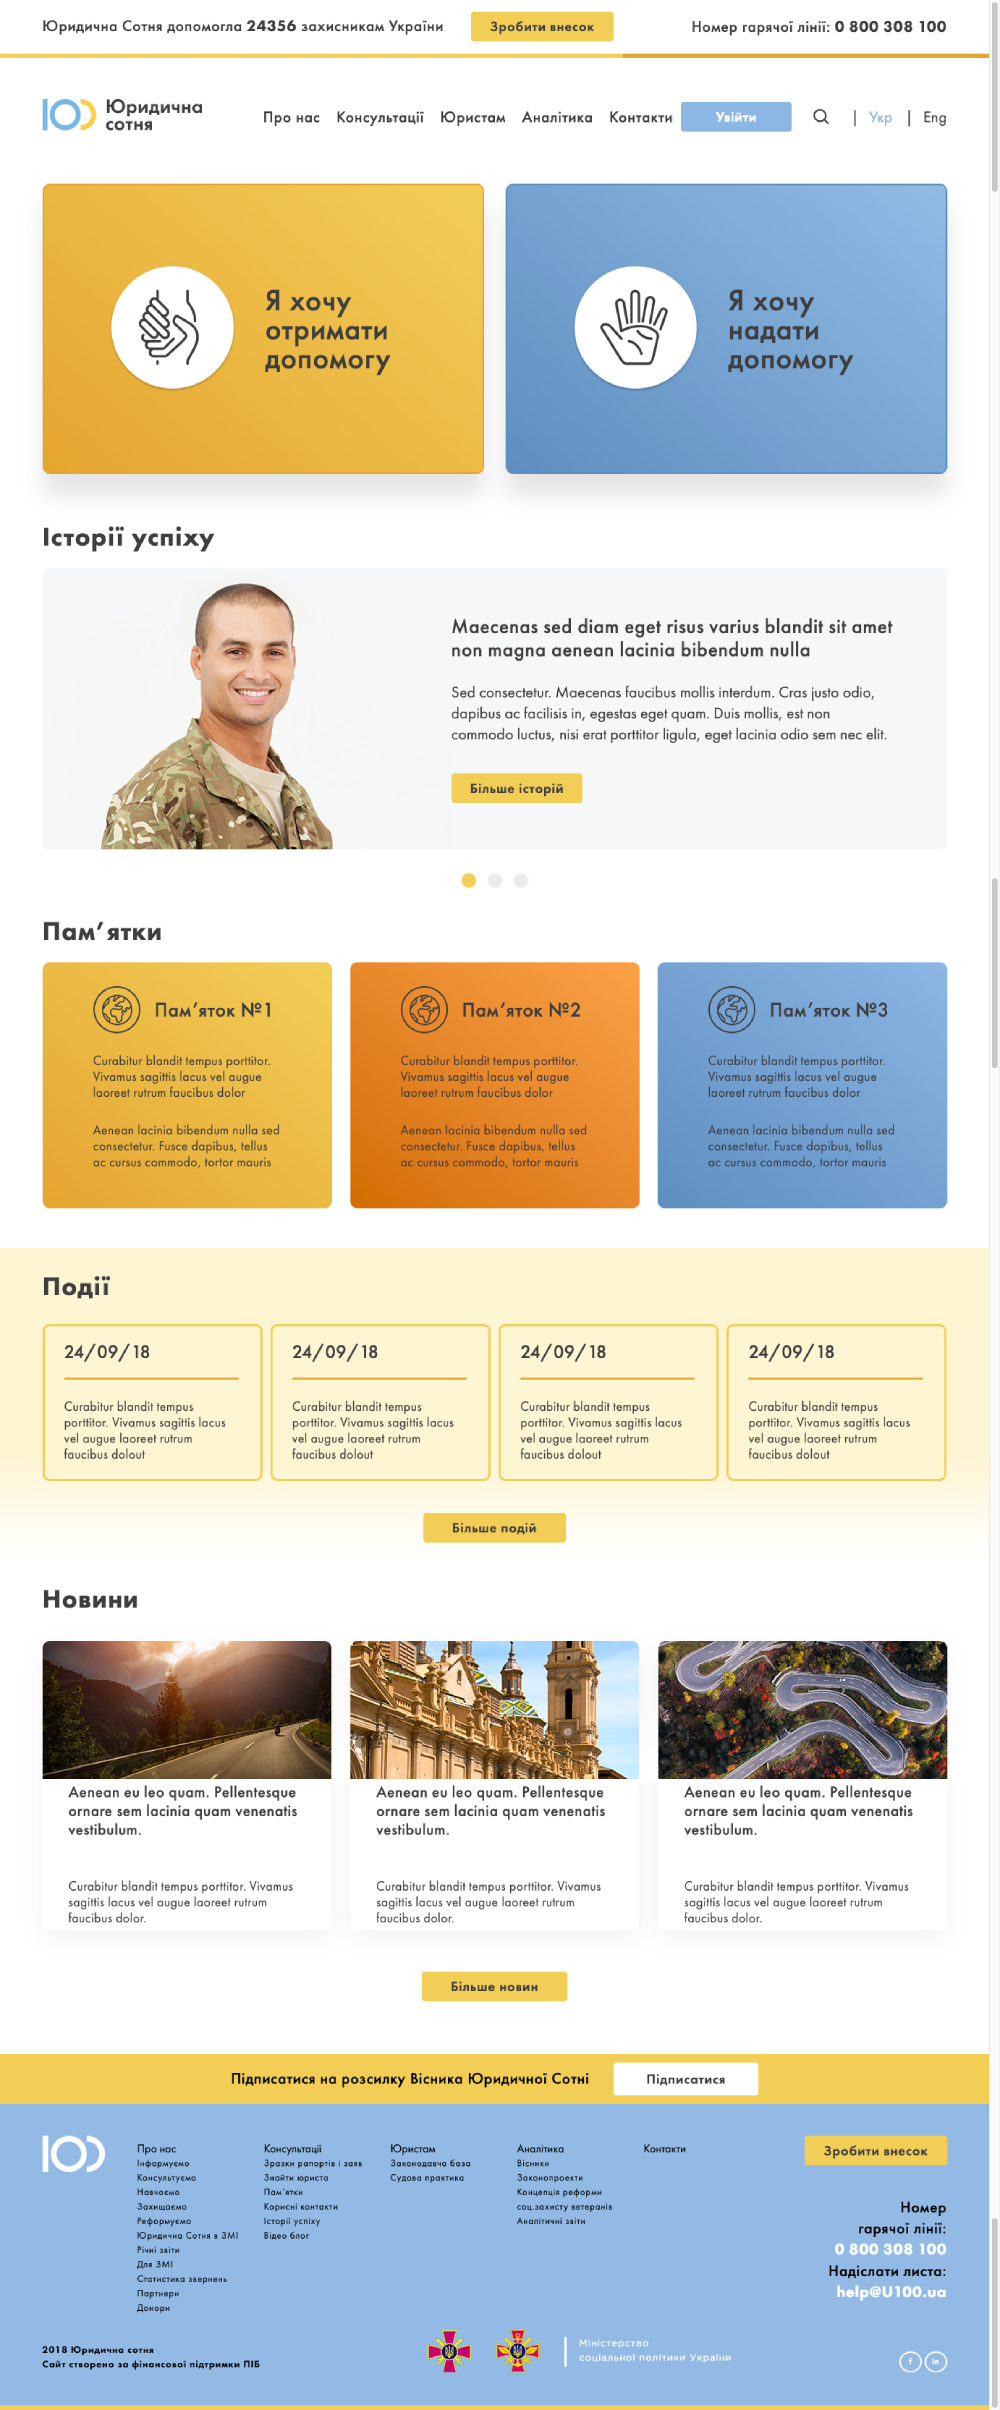 Юридична Сотня допомогла 24356 захисникам України
Зробити внесок
Номер гарячої лінії: 0 800 308 100
Юридична
сотня
Про нас
Консультації
Юристам
Аналітика
Контакти
Увійти
| Укр | Eng
Я хочу
отримати
допомогу
Я хочу
надати
допомогу
Історії успіху
Maecenas sed diam eget risus varius blandit sit amet
non magna aenean lacinia bibendum nulla
Sed consectetur. Maecenas faucibus mollis interdum. Cras justo odio,
dapibus ac facilisis in, egestas eget quam. Duis mollis, est non
commodo luctus, nisi erat porttitor ligula, eget lacinia odio sem nec elit.
Більше історій
Пам’ятки
Пам’яток №1
Curabitur blandit tempus porttitor.
Vivamus sagittis lacus vel augue
laoreet rutrum faucibus dolor
Aenean lacinia bibendum nulla sed
consectetur. Fusce dapibus, tellus
ac cursus commodo, tortor mauris
Пам’яток №2
Curabitur blandit tempus porttitor.
Vivamus sagittis lacus vel augue
laoreet rutrum faucibus dolor
Aenean lacinia bibendum nulla sed
consectetur. Fusce dapibus, tellus
ac cursus commodo, tortor mauris
Пам’яток №3
Curabitur blandit tempus porttitor.
Vivamus sagittis lacus vel augue
laoreet rutrum faucibus dolor
Aenean lacinia bibendum nulla sed
consectetur. Fusce dapibus, tellus
ac cursus commodo, tortor mauris
Події
24/09/18
Curabitur blandit tempus
porttitor. Vivamus sagittis lacus
vel augue laoreet rutrum
faucibus dolout
24/09/18
Curabitur blandit tempus
porttitor. Vivamus sagittis lacus
vel augue laoreet rutrum
faucibus dolout
24/09/18
Curabitur blandit tempus
porttitor. Vivamus sagittis lacus
vel augue laoreet rutrum
faucibus dolout
24/09/18
Curabitur blandit tempus
porttitor. Vivamus sagittis lacus
vel augue laoreet rutrum
faucibus dolout
Більше подій
Новини
Aenean eu leo quam. Pellentesque
ornare sem lacinia quam venenatis
vestibulum.
Curabitur blandit tempus porttitor. Vivamus
sagittis lacus vel augue laoreet rutrum
faucibus dolor.
Aenean eu leo quam. Pellentesque
ornare sem lacinia quam venenatis
vestibulum.
Curabitur blandit tempus porttitor. Vivamus
sagittis lacus vel augue laoreet rutrum
faucibus dolor.
Aenean eu leo quam. Pellentesque
ornare sem lacinia quam venenatis
vestibulum.
Curabitur blandit tempus porttitor. Vivamus
sagittis lacus vel augue laoreet rutrum
faucibus dolor.
Більше новин
Підписатися на розсилку Вісника Юридичної Сотні
Підписатися
Про нас
Інформуємо
Консультуємо
Навчаємо
Захищаємо
Реформуємо
Юридична Сотня в ЗМІ
Річні звіти
Для ЗМІ
Статистика звернень
Партнери
Донори
Консультації
Зразки рапортів і заяв
Знайти юриста
Пам’ятки
Корисні контакти
Історії успіху
Відео блог
Юристам
Законодавча база
Судова практика
Аналітика
Вісники
Законопроекти
Концепція реформи
соц.захисту ветеранів
Аналітичні звіти
Контакти
Зробити внесок
Номер
гарячої лінії:
0 800 308 100
Надіслати листа:
help@U100.ua
2018 Юридична сотня
Сайт створено за фінансової підтримки ПІБ
Міністерство
соціальної політики України
f
in